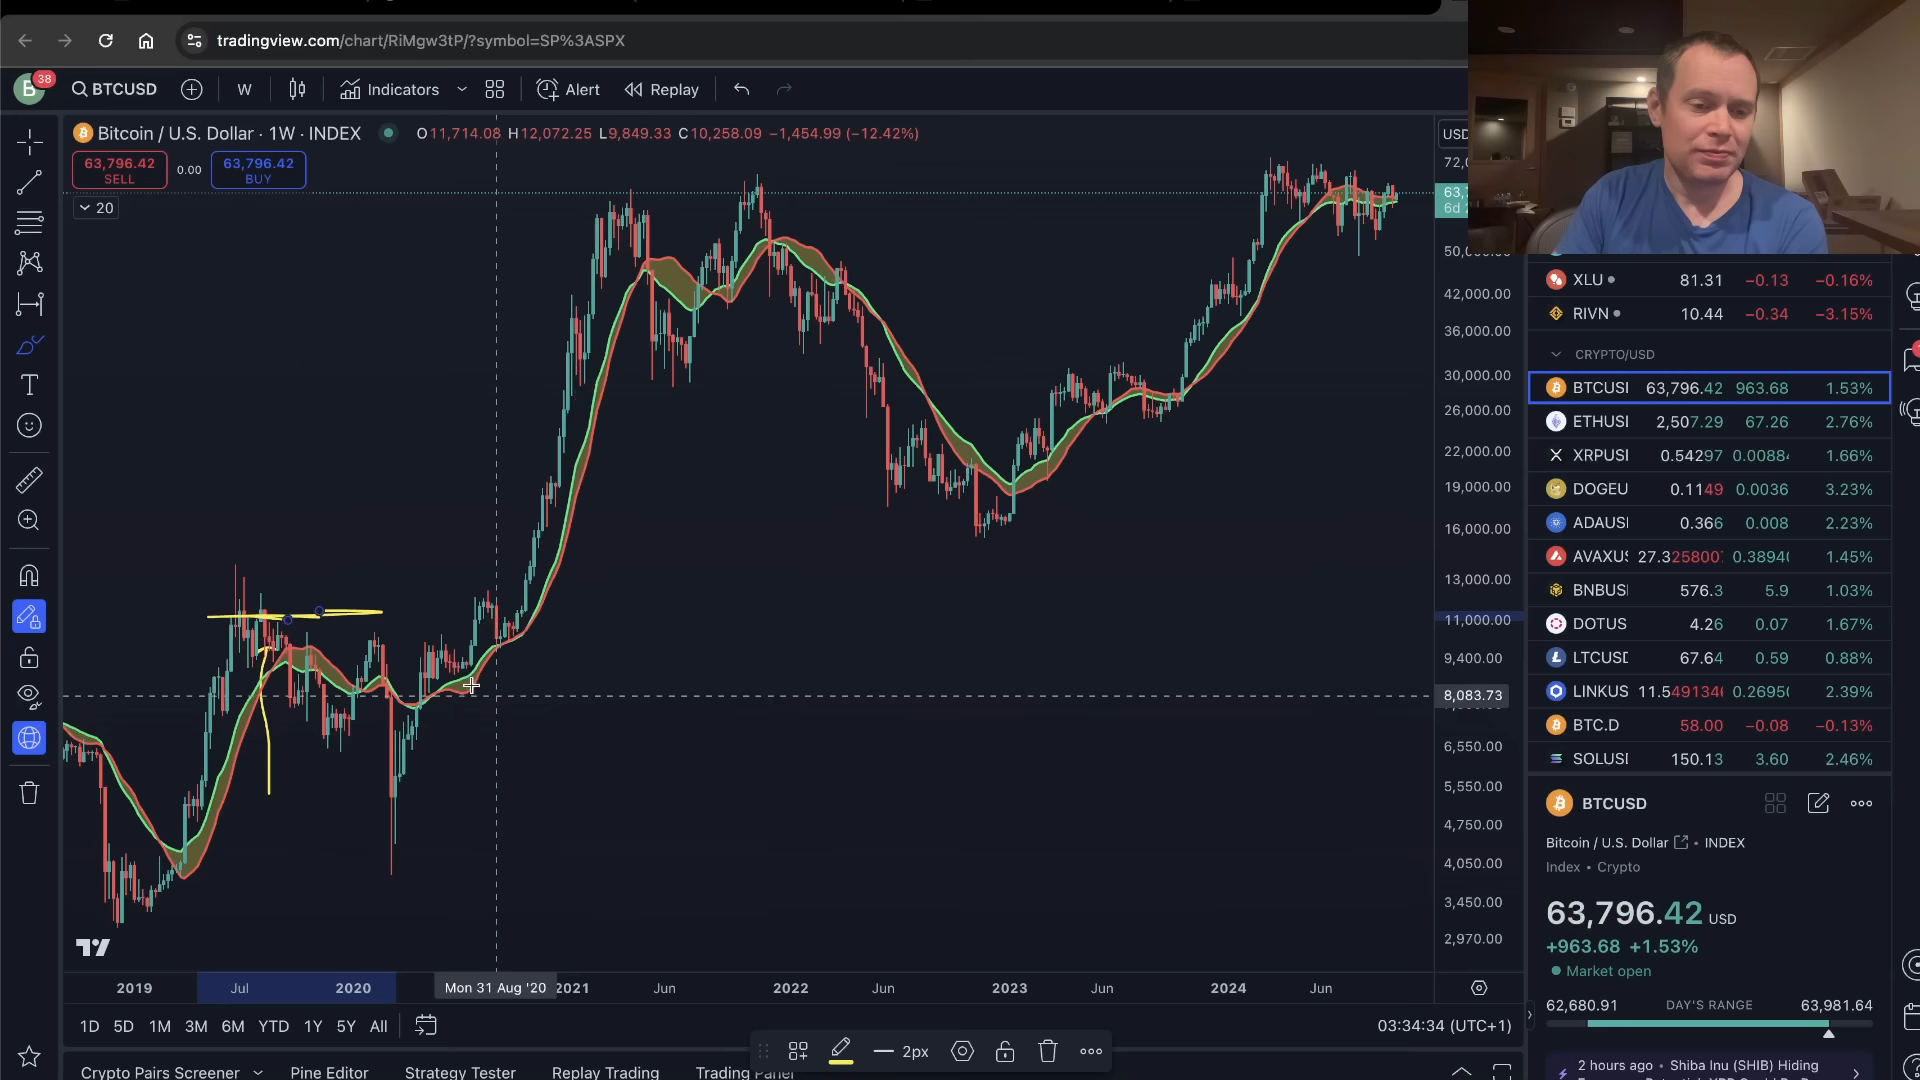 tradingview.com/chart/RiMgw3tP/?symbol=SP%3ASPX
B 38 BTCUSD W Indicators Alert Replay
Bitcoin / U.S. Dollar · 1W · INDEX O11,714.08 H12,072.25 L9,849.33 C10,258.09 −1,454.99 (−12.42%)
USD
63,796.42 SELL 0.00 63,796.42 BUY
20
42,000.00
36,000.00
30,000.00
26,000.00
22,000.00
19,000.00
16,000.00
13,000.00
11,000.00
9,400.00
8,083.73
6,550.00
5,550.00
4,750.00
4,050.00
3,450.00
2,970.00
2019 Jul 2020 Mon 31 Aug '20 2021 Jun 2022 Jun 2023 Jun 2024 Jun
1D 5D 1M 3M 6M YTD 1Y 5Y All 03:34:34 (UTC+1)
2px
Crypto Pairs Screener Pine Editor Strategy Tester Replay Trading Trading Panel
XLU 81.31 −0.13 −0.16%
RIVN 10.44 −0.34 −3.15%
CRYPTO/USD
BTCUSI 63,796.42 963.68 1.53%
ETHUSI 2,507.29 67.26 2.76%
XRPUSI 0.54297 0.00884 1.66%
DOGEU 0.1149 0.0036 3.23%
ADAUSI 0.366 0.008 2.23%
AVAXUS 27.325800 0.3894 1.45%
BNBUSI 576.3 5.9 1.03%
DOTUS 4.26 0.07 1.67%
LTCUSD 67.64 0.59 0.88%
LINKUS 11.549134 0.2695 2.39%
BTC.D 58.00 −0.08 −0.13%
SOLUSI 150.13 3.60 2.46%
BTCUSD
Bitcoin / U.S. Dollar • INDEX
Index • Crypto
63,796.42 USD
+963.68 +1.53%
Market open
62,680.91 DAY'S RANGE 63,981.64
2 hours ago • Shiba Inu (SHIB) Hiding